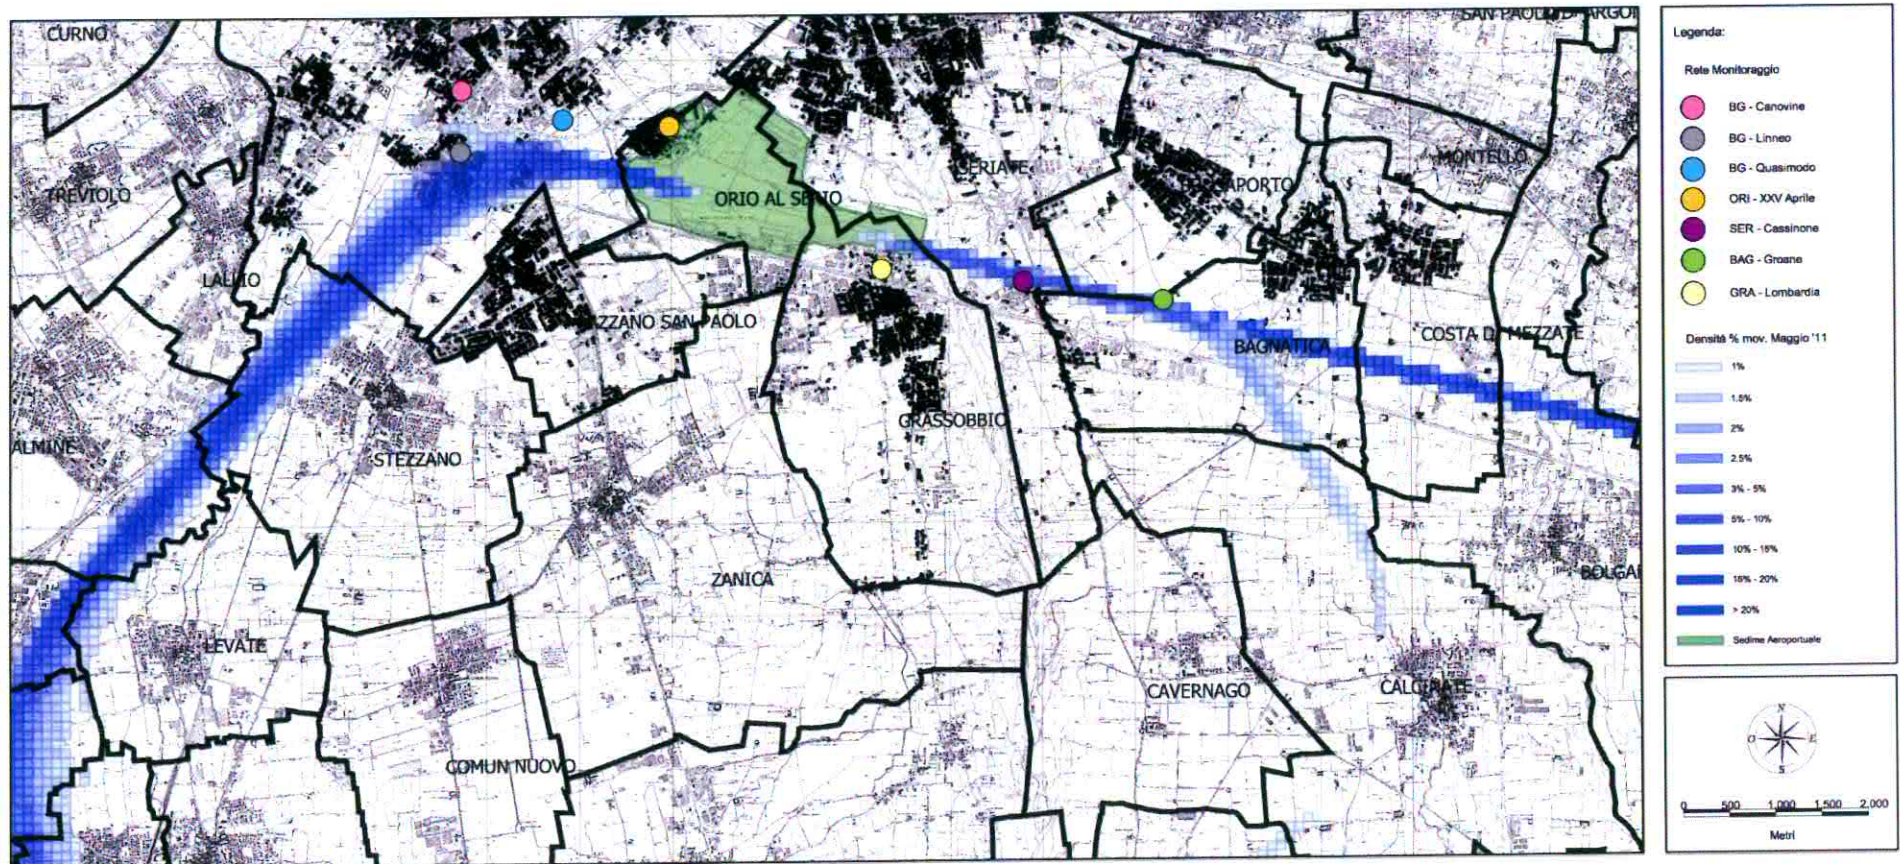 CURNO
TREVIOLO
LALLIO
ALMINE
STEZZANO
LEVATE
COMUN NUOVO
ORIO AL SERIO
AZZANO SAN PAOLO
SERIATE
GRASSOBBIO
ZANICA
BAGNATICA
MONTELLO
COSTA DI MEZZATE
CAVERNAGO
CALCINATE
Legenda:
Rete Monitoraggio
BG - Canovine
BG - Linneo
BG - Quasimodo
ORI - XXV Aprile
SER - Cassinone
BAG - Groane
GRA - Lombardia
Densità % mov. Maggio '11
1%
1.5%
2%
2.5%
3% - 5%
5% - 10%
10% - 15%
15% - 20%
> 20%
Sedime Aeroportuale
N
O E
S
0 500 1.000 1.500 2.000
Metri